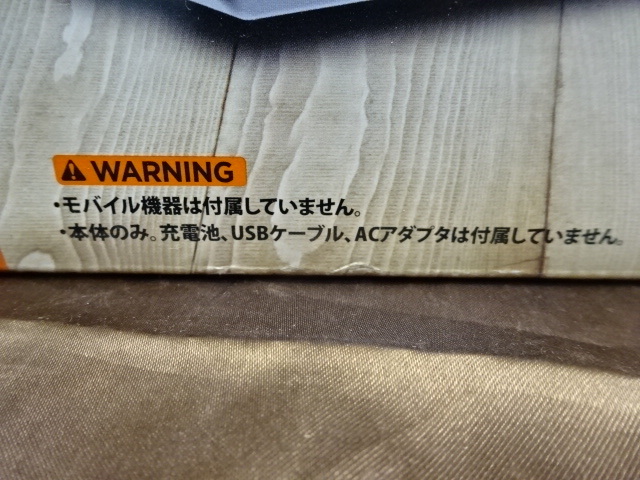 WARNING
・モバイル機器は付属していません。
・本体のみ。充電池、USBケーブル、ACアダプタは付属していません。